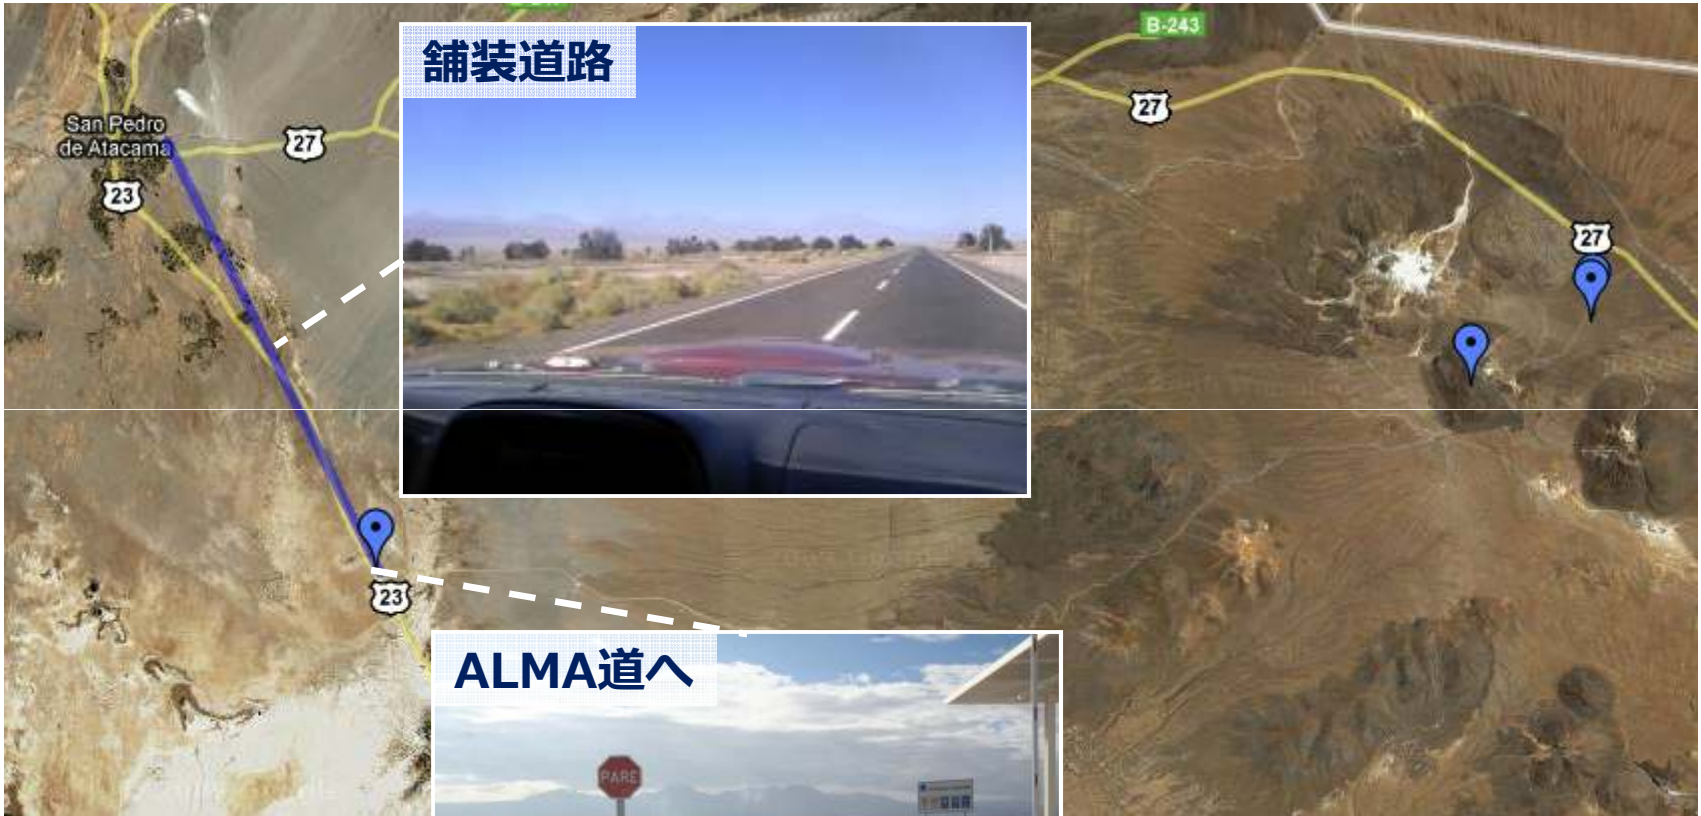 舗装道路
B-243
27
San Pedro
de Atacama
27
23
27
23
ALMA道へ
PARE